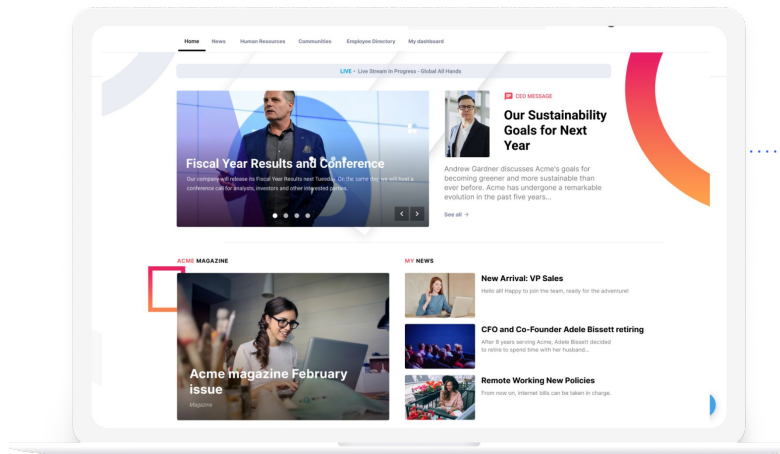 Home News Human Resources Communities Employee Directory My dashboard
LIVE • Live Stream in Progress - Global All Hands
Fiscal Year Results and Conference
Our company will release its Fiscal Year Results next Tuesday. On the same day, we will host a
conference call for analysts, investors and other interested parties.
CEO MESSAGE
Our Sustainability
Goals for Next
Year
Andrew Gardner discusses Acme's goals for
becoming greener and more sustainable than
ever before. Acme has undergone a remarkable
evolution in the past five years...
See all →
ACME MAGAZINE
Acme magazine February
issue
Magazine
MY NEWS
New Arrival: VP Sales
Hello all! Happy to join the team, ready for the adventure!
CFO and Co-Founder Adele Bissett retiring
After 8 years serving Acme, Adele Bissett decided
to retire to spend time with her husband...
Remote Working New Policies
From now on, internet bills can be taken in charge.